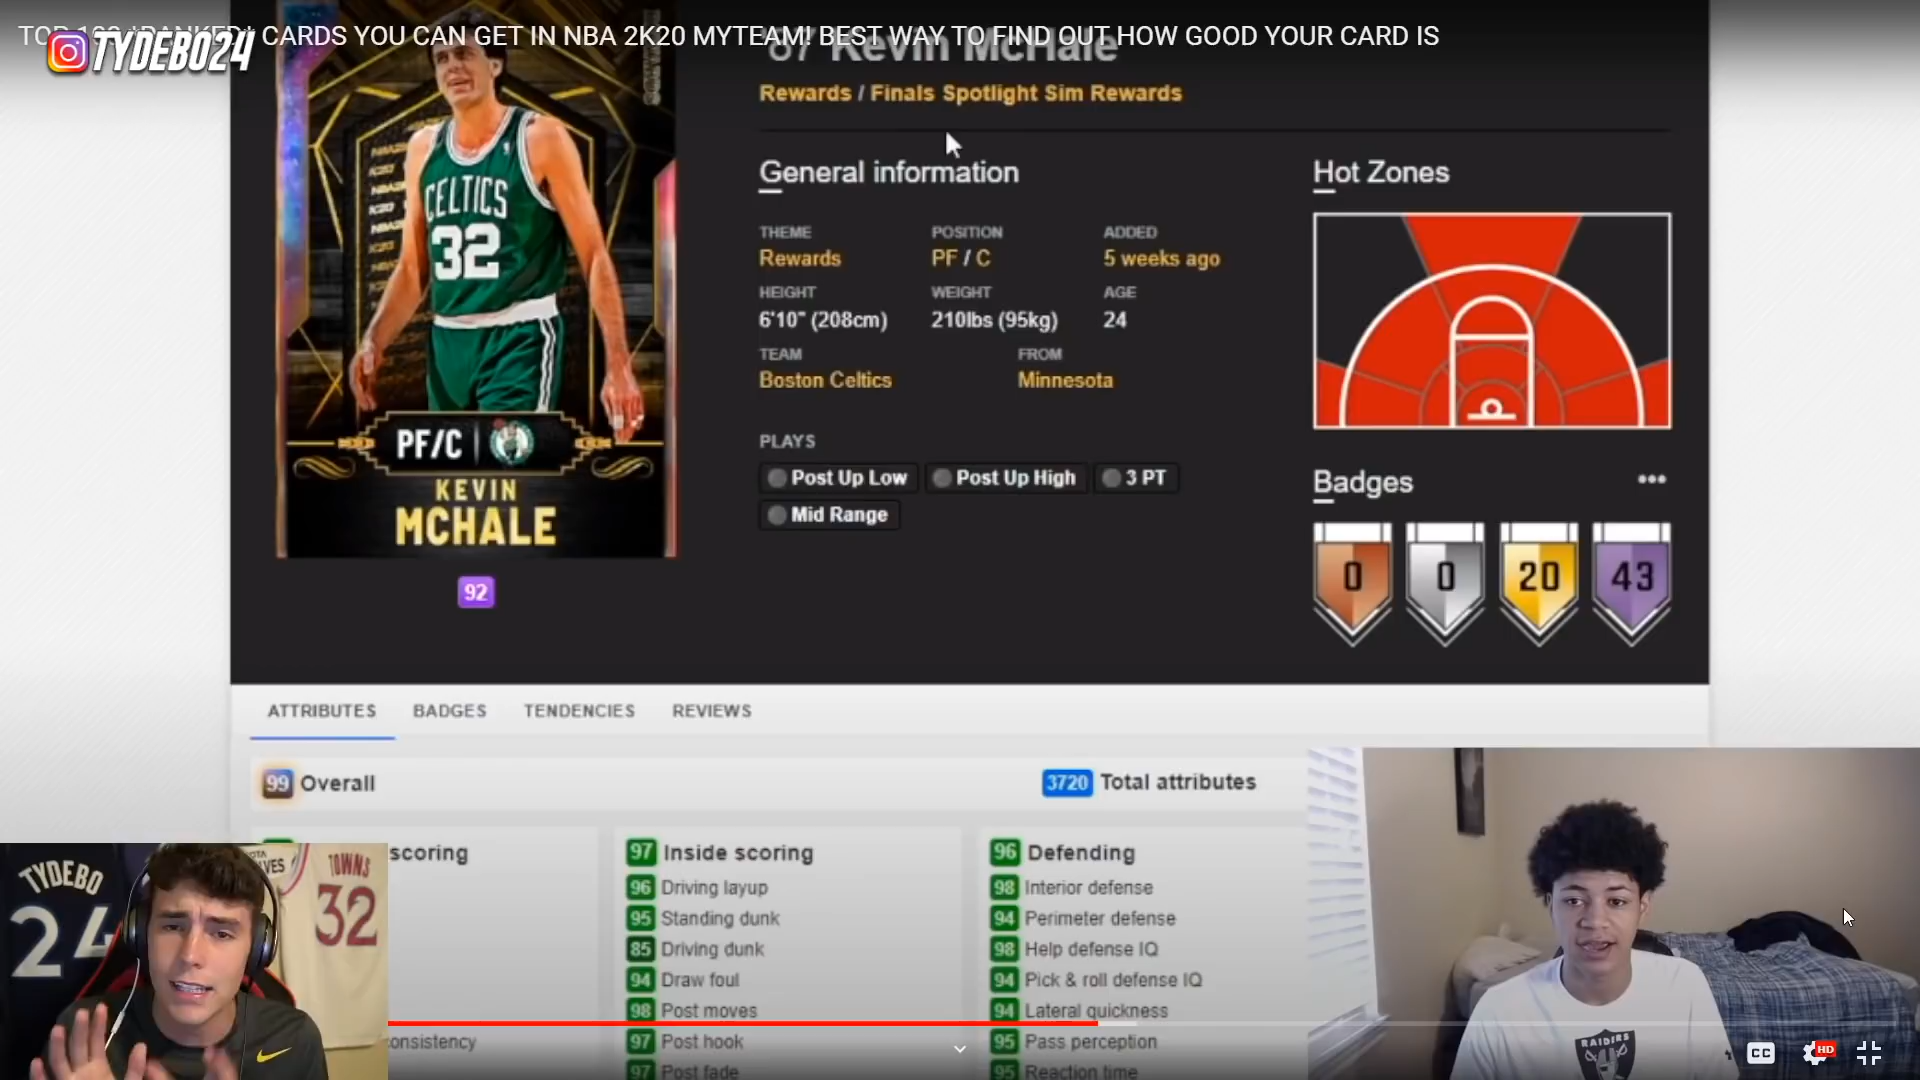 CARDS YOU CAN GET IN NBA 2K20 MYTEAM! BEST WAY TO FIND OUT HOW GOOD YOUR CARD IS
TYDEBO24
'87 Kevin McHale
Rewards / Finals Spotlight Sim Rewards
General information
THEME
POSITION
ADDED
Rewards
PF / C
5 weeks ago
HEIGHT
WEIGHT
AGE
6'10" (208cm)
210lbs (95kg)
24
TEAM
FROM
Boston Celtics
Minnesota
PLAYS
Post Up Low
Post Up High
3 PT
Mid Range
Hot Zones
Badges
0
0
20
43
CELTICS
32
PF/C
KEVIN
MCHALE
92
ATTRIBUTES
BADGES
TENDENCIES
REVIEWS
99 Overall
3720 Total attributes
scoring
onsistency
97 Inside scoring
96 Driving layup
95 Standing dunk
85 Driving dunk
94 Draw foul
98 Post moves
97 Post hook
97 Post fade
96 Defending
98 Interior defense
94 Perimeter defense
98 Help defense IQ
94 Pick & roll defense IQ
94 Lateral quickness
95 Pass perception
95 Reaction time
TYDEBO
24
TOWNS
32
RAIDERS
CC
HD